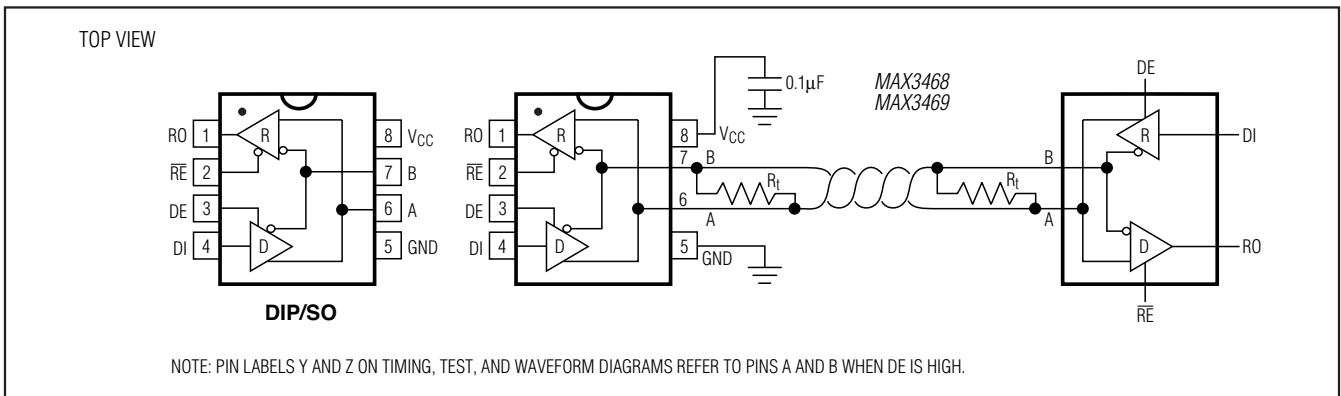 TOP VIEW
RO 1
R
8 VCC
R̅E̅ 2
7 B
DE 3
6 A
DI 4
D
5 GND
DIP/SO
RO 1
R
8
VCC
0.1µF
R̅E̅ 2
7 B
Rt
DE 3
6
A
DI 4
D
5
GND
MAX3468
MAX3469
DE
R
DI
B
Rt
A
D
RO
R̅E̅
NOTE: PIN LABELS Y AND Z ON TIMING, TEST, AND WAVEFORM DIAGRAMS REFER TO PINS A AND B WHEN DE IS HIGH.